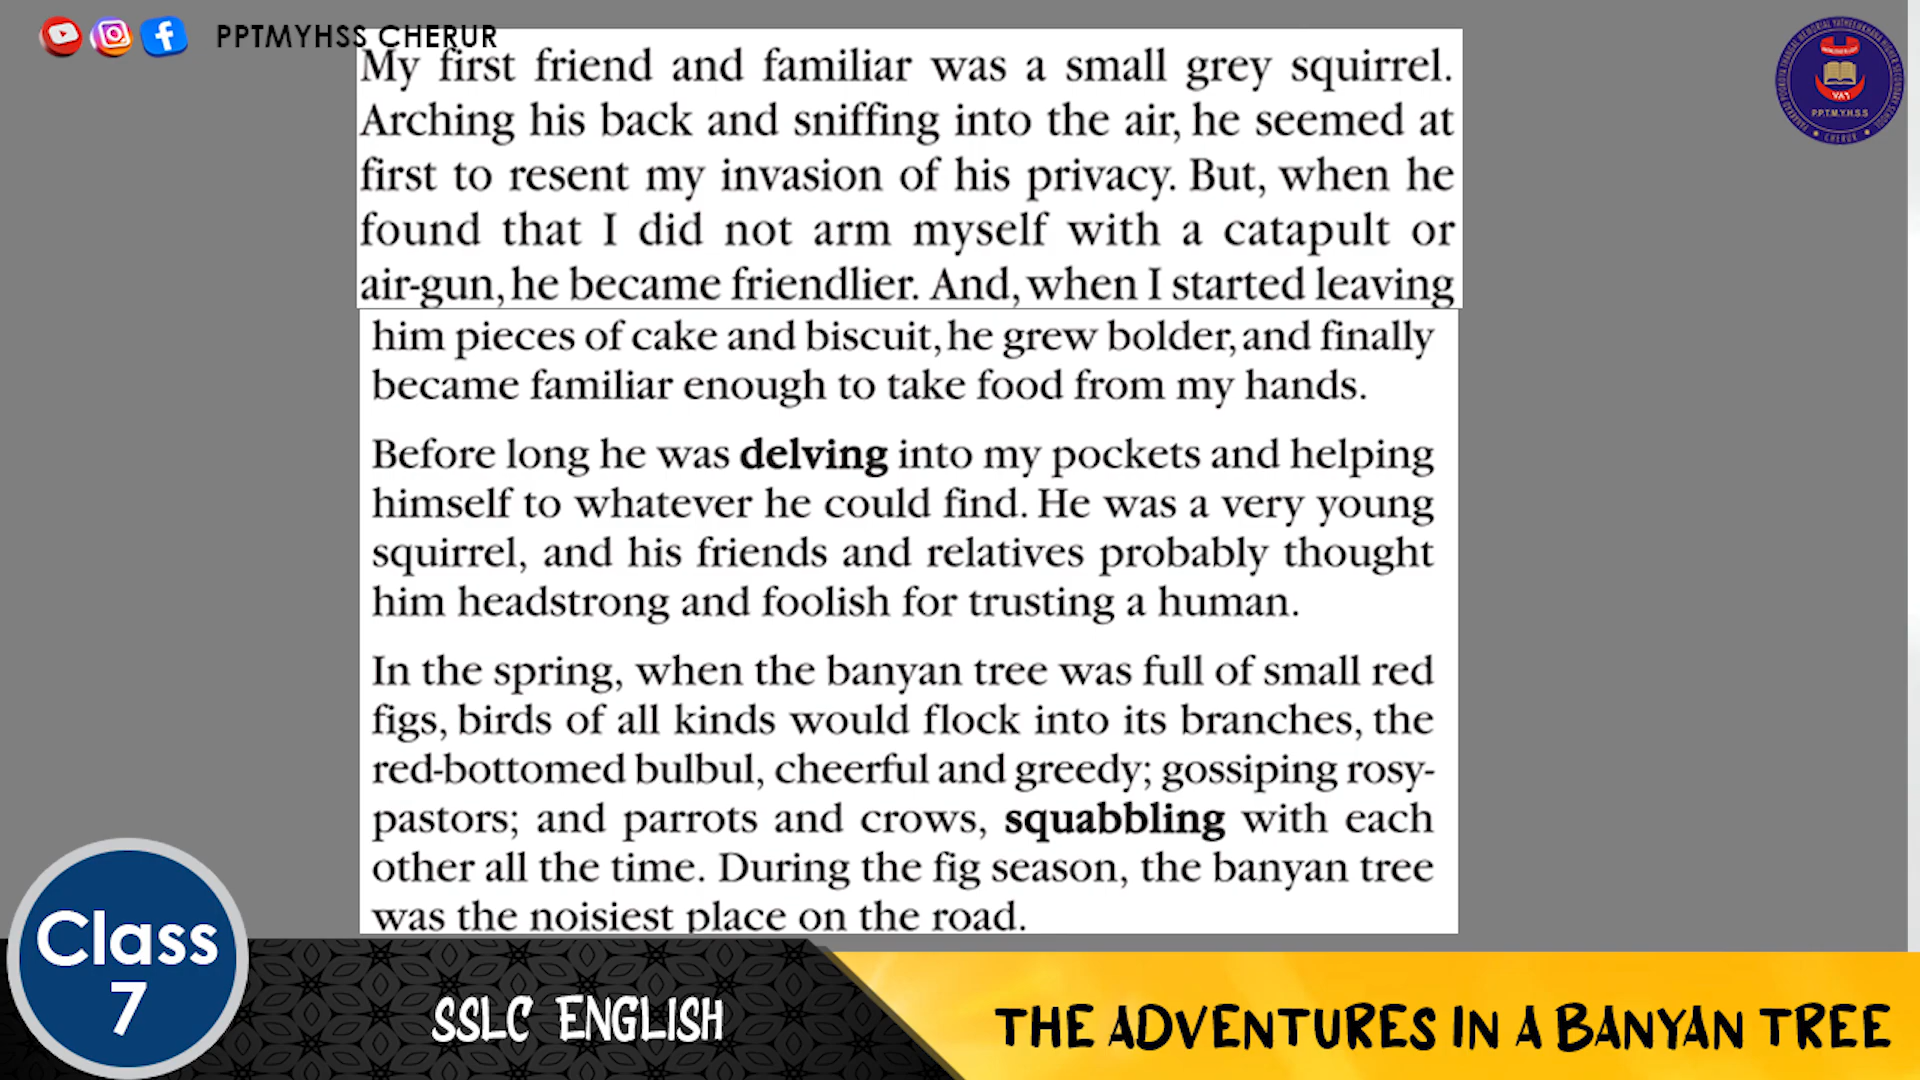 PPTMYHSS CHERUR
My first friend and familiar was a small grey squirrel.
Arching his back and sniffing into the air, he seemed at
first to resent my invasion of his privacy. But, when he
found that I did not arm myself with a catapult or
air-gun, he became friendlier. And, when I started leaving
him pieces of cake and biscuit, he grew bolder, and finally
became familiar enough to take food from my hands.
Before long he was delving into my pockets and helping
himself to whatever he could find. He was a very young
squirrel, and his friends and relatives probably thought
him headstrong and foolish for trusting a human.
In the spring, when the banyan tree was full of small red
figs, birds of all kinds would flock into its branches, the
red-bottomed bulbul, cheerful and greedy; gossiping rosy-
pastors; and parrots and crows, squabbling with each
other all the time. During the fig season, the banyan tree
was the noisiest place on the road.
P.P.T.M.Y.H.S.S
CHERUR
Class
7
SSLC ENGLISH
THE ADVENTURES IN A BANYAN TREE